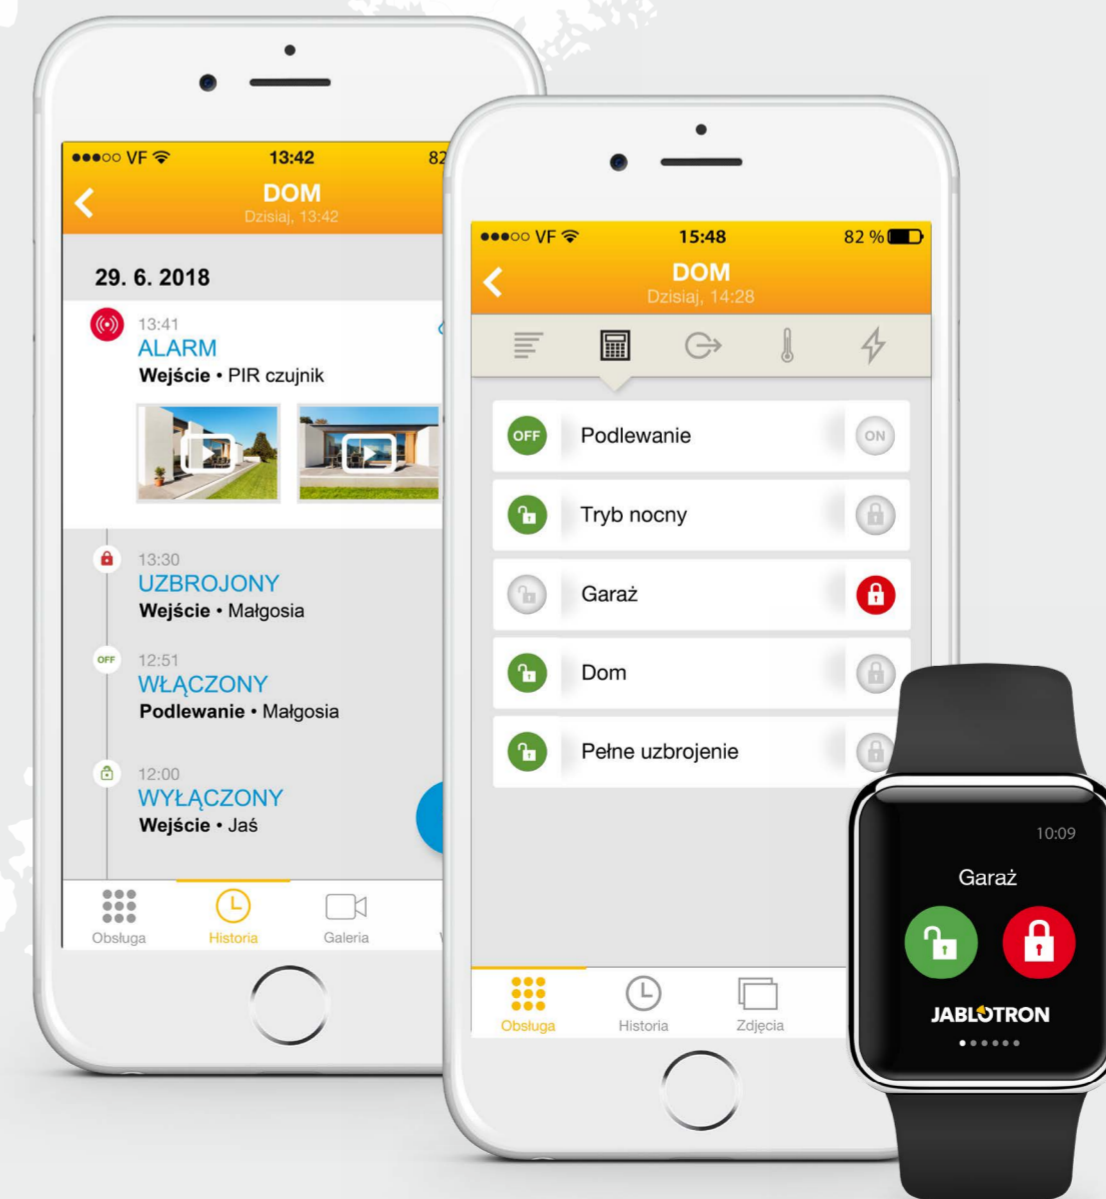 VF
13:42
82
DOM
Dzisiaj, 13:42
29. 6. 2018
13:41
ALARM
Wejście • PIR czujnik
13:30
UZBROJONY
Wejście • Małgosia
OFF
12:51
WŁĄCZONY
Podlewanie • Małgosia
12:00
WYŁĄCZONY
Wejście • Jaś
Obsługa
Historia
Galeria
VF
15:48
82 %
DOM
Dzisiaj, 14:28
OFF
Podlewanie
ON
Tryb nocny
Garaż
Dom
Pełne uzbrojenie
Obsługa
Historia
Zdjęcia
10:09
Garaż
JABLOTRON